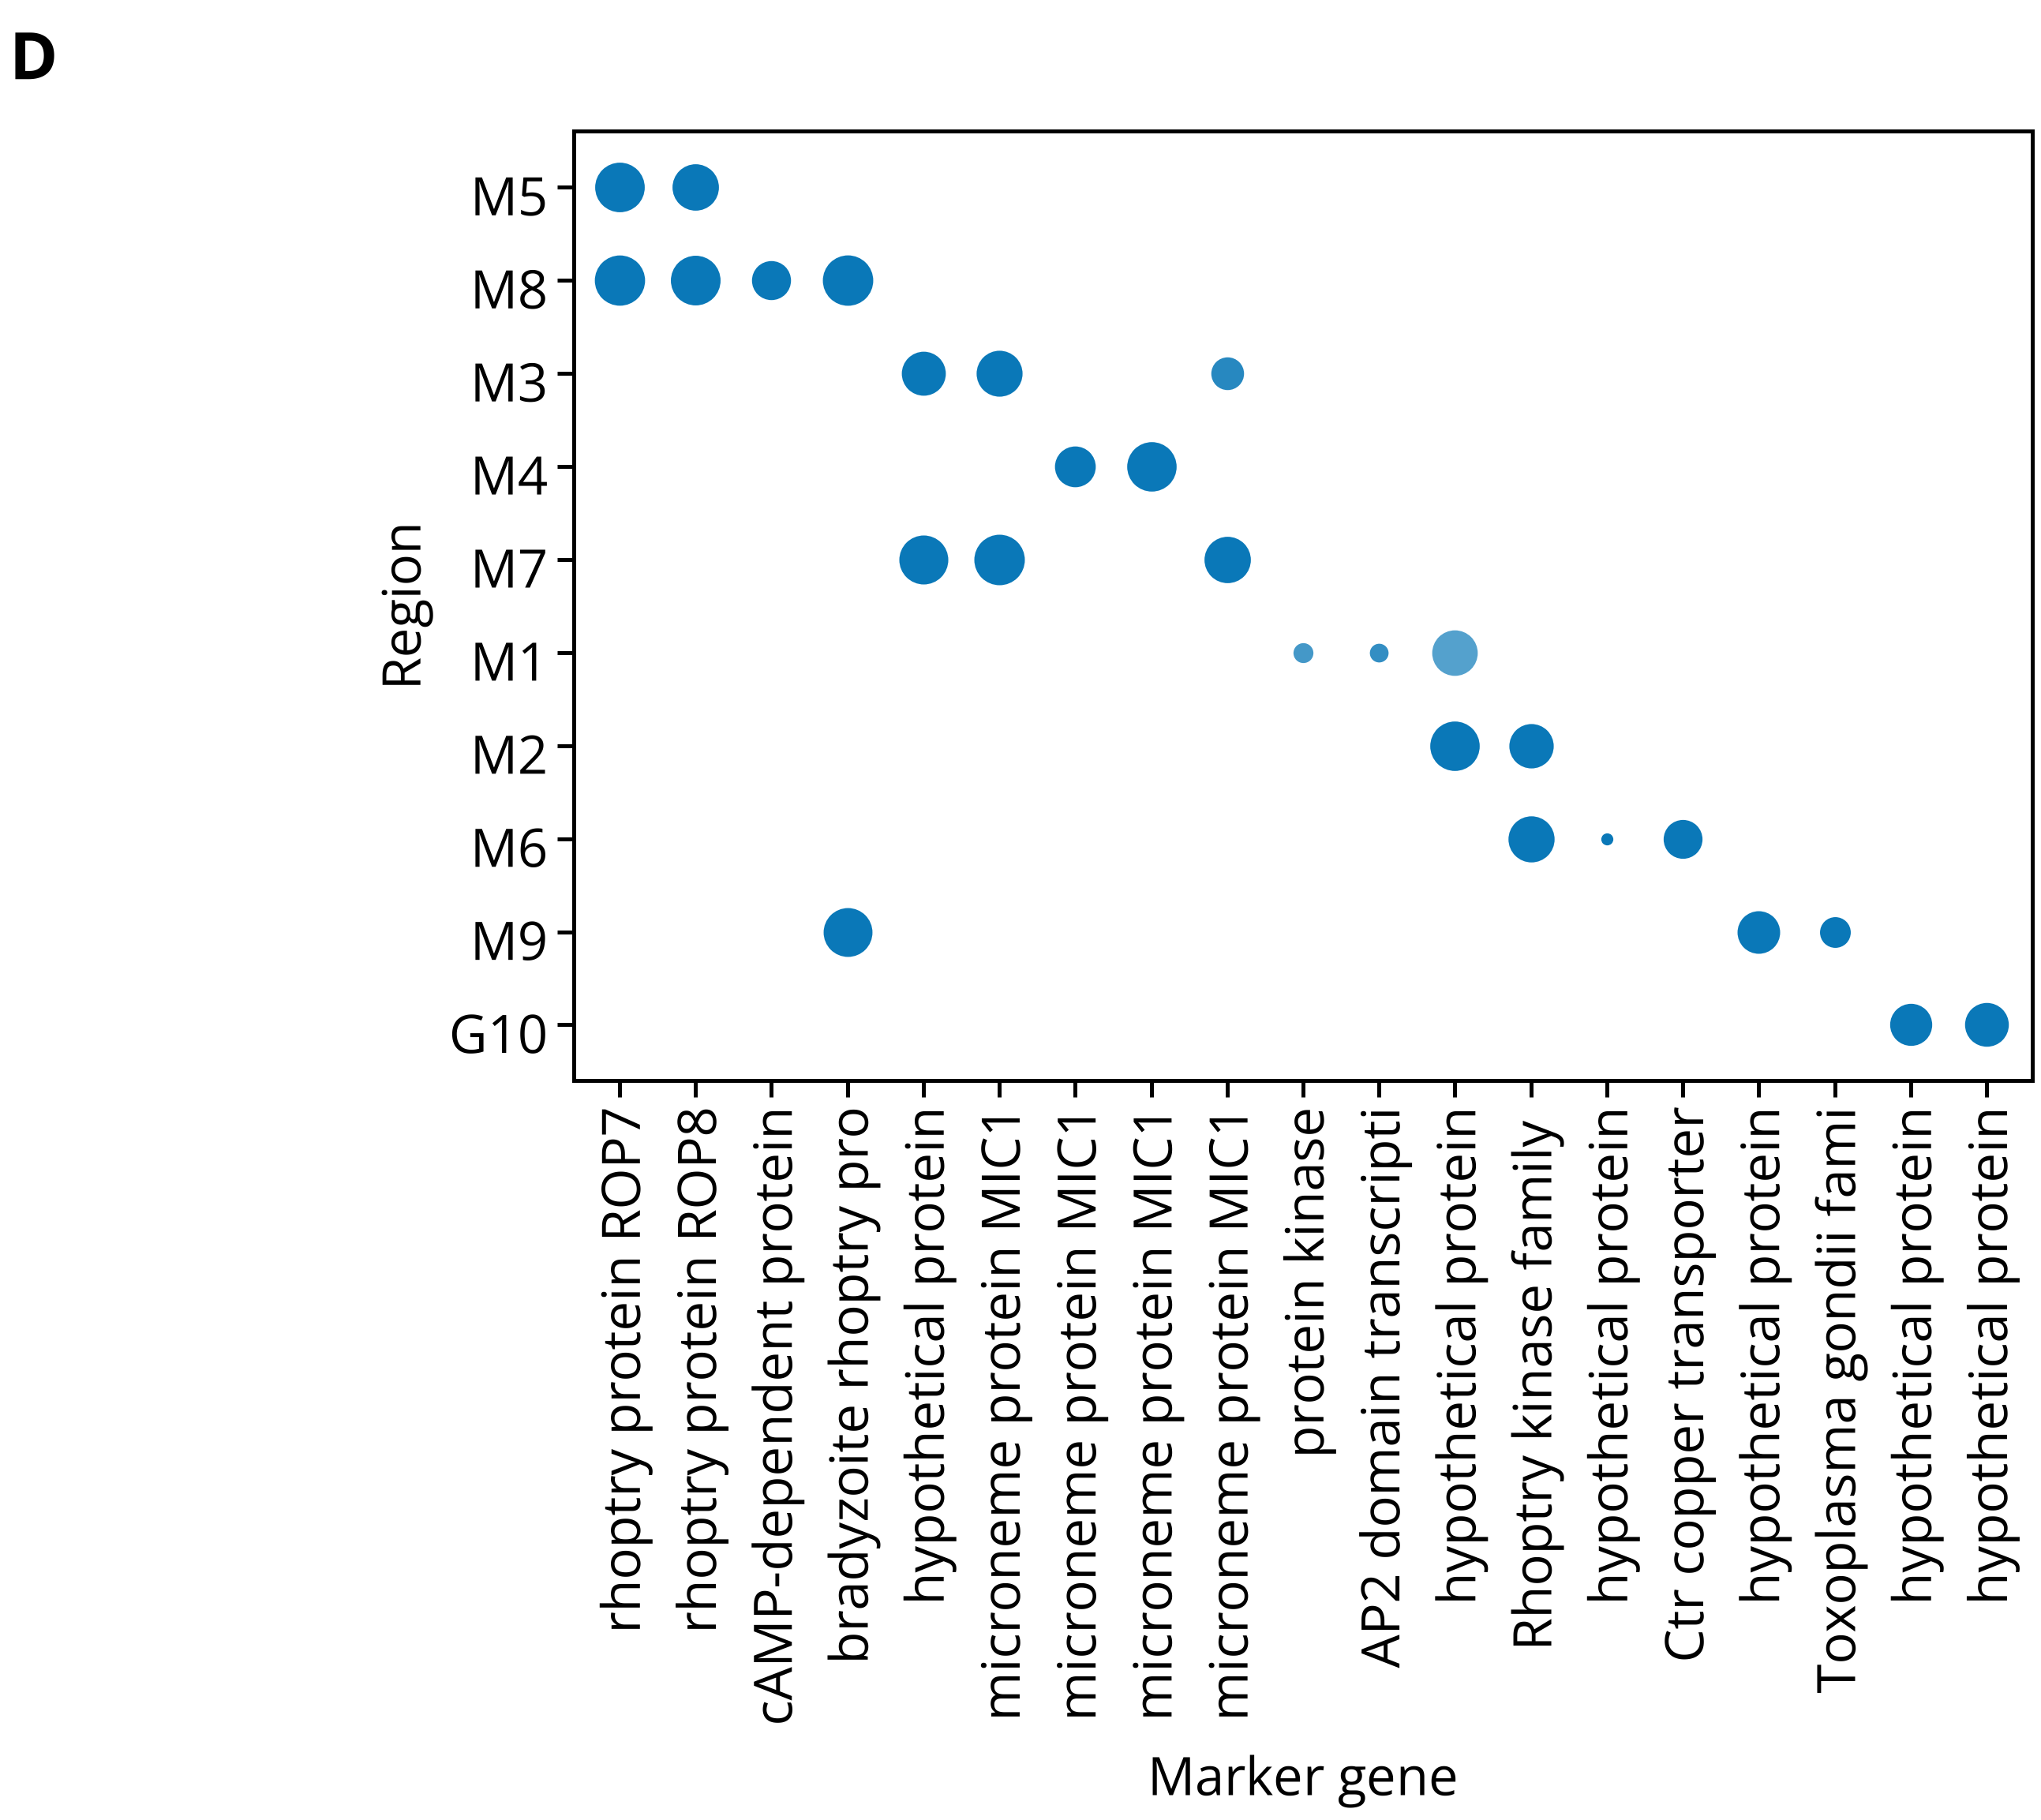 D
Region
M5
M8
M3
M4
M7
M1
M2
M6
M9
G10
rhoptry protein ROP7
rhoptry protein ROP8
cAMP-dependent protein
bradyzoite rhoptry pro
hypothetical protein
microneme protein MIC1
microneme protein MIC1
microneme protein MIC1
microneme protein MIC1
protein kinase
AP2 domain transcripti
hypothetical protein
Rhoptry kinase family
hypothetical protein
Ctr copper transporter
hypothetical protein
Toxoplasma gondii fami
hypothetical protein
hypothetical protein
Marker gene